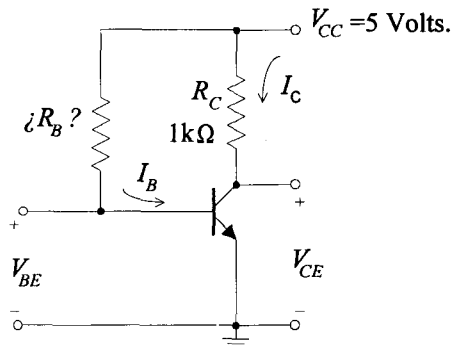 V_CC =5 Volts.
R_C
I_C
¿R_B?
1kΩ
I_B
+
+
V_BE
V_CE
–
–